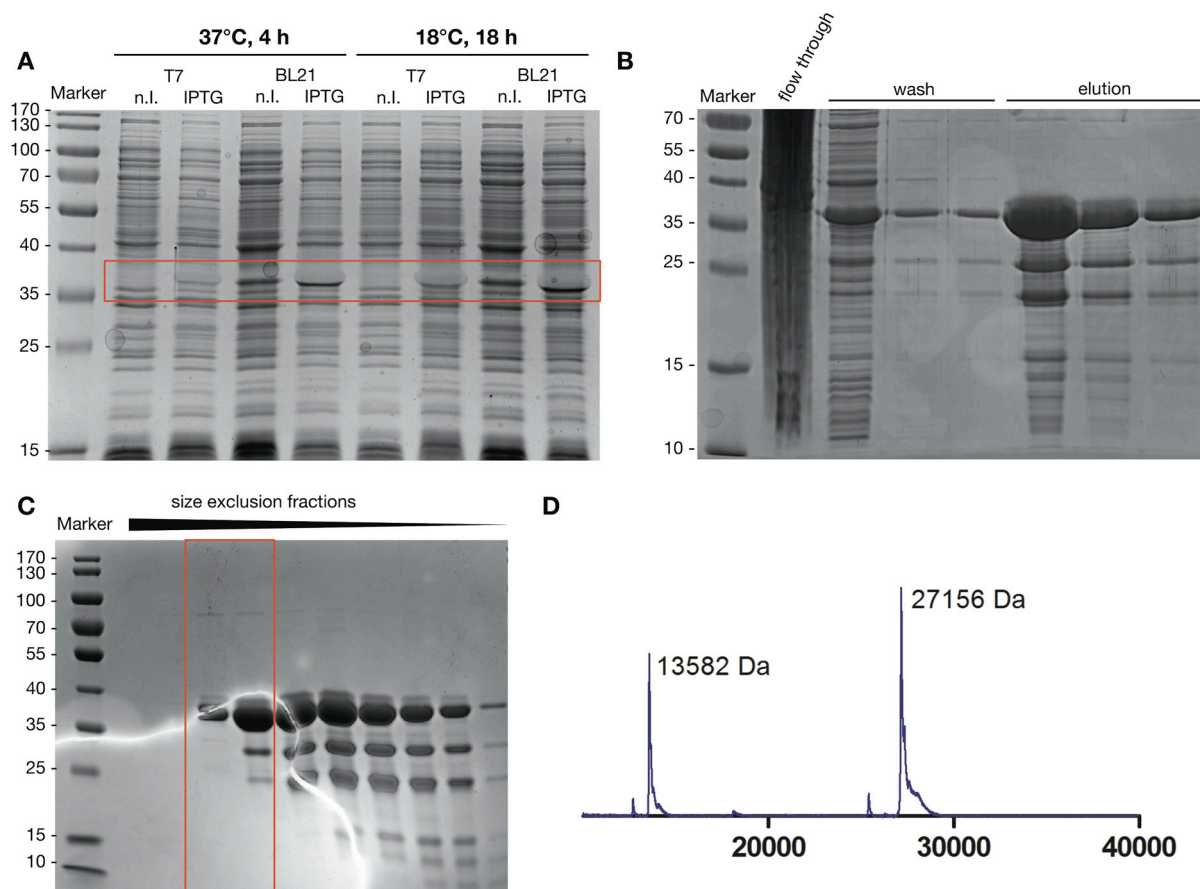 A
37°C, 4 h 18°C, 18 h
T7 BL21 T7 BL21
Marker n.I. IPTG n.I. IPTG n.I. IPTG n.I. IPTG
170
130
100
70
55
40
35
25
15
B
Marker flow through wash elution
70
55
40
35
25
15
10
C
size exclusion fractions
Marker
170
130
100
70
55
40
35
25
15
10
D
27156 Da
13582 Da
20000 30000 40000